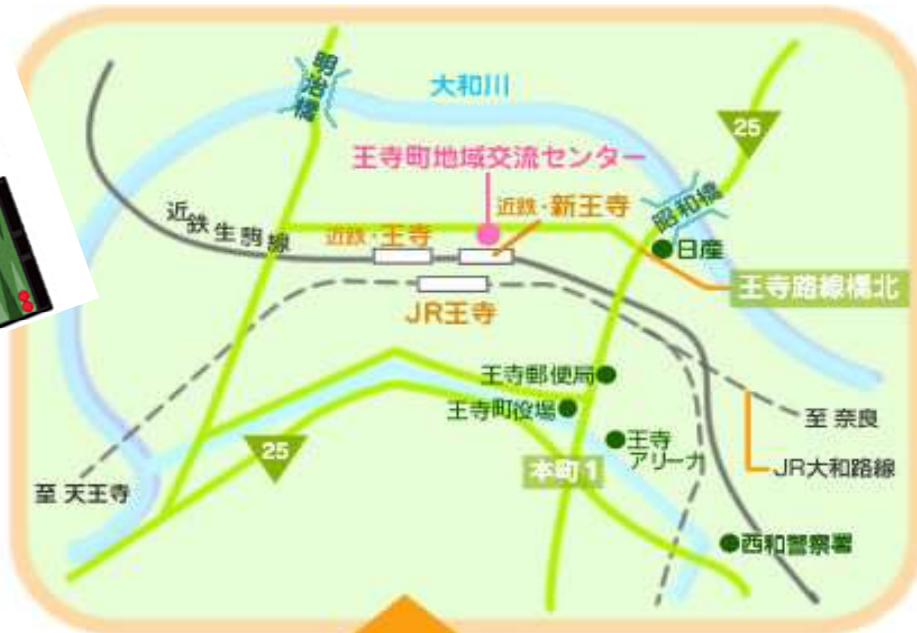 明治橋
大和川
25
王寺町地域交流センター
近鉄生駒線
近鉄・王寺
近鉄・新王寺
昭和橋
日産
王寺路線橋北
JR王寺
王寺郵便局
王寺町役場
至 奈良
王寺
アリーナ
JR大和路線
25
本町1
至 天王寺
西和警察署